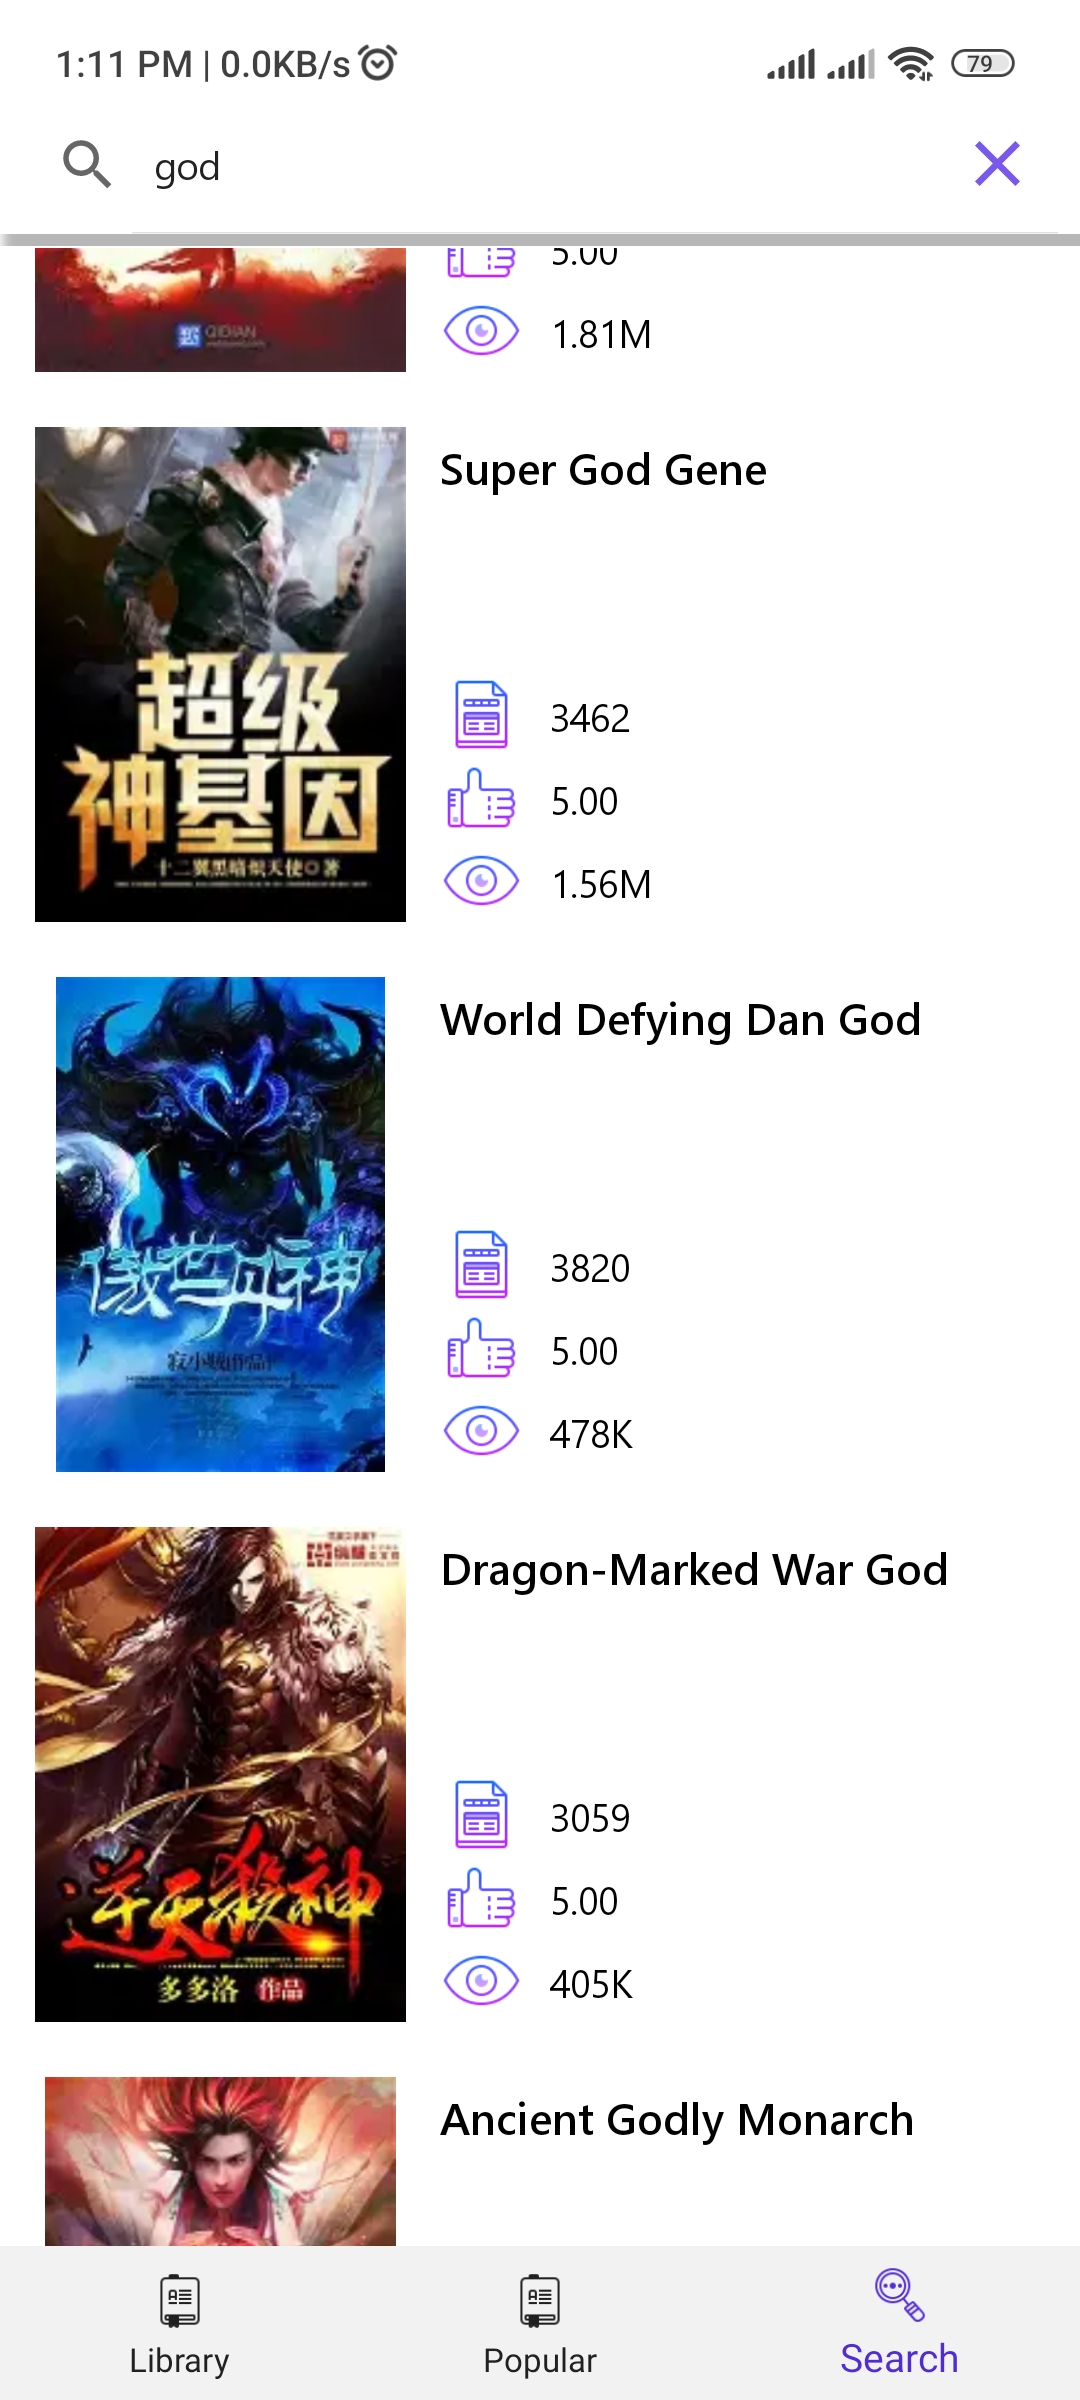 1:11 PM | 0.0KB/s
79
god
5.00
QIDIAN
1.81M
Super God Gene
超级
神基因
十二翼黑暗炽天使◎著
3462
5.00
1.56M
World Defying Dan God
傲世丹神
寂小贼作品
3820
5.00
478K
Dragon-Marked War God
逆天殺神
多多洛 作品
3059
5.00
405K
Ancient Godly Monarch
Library
Popular
Search